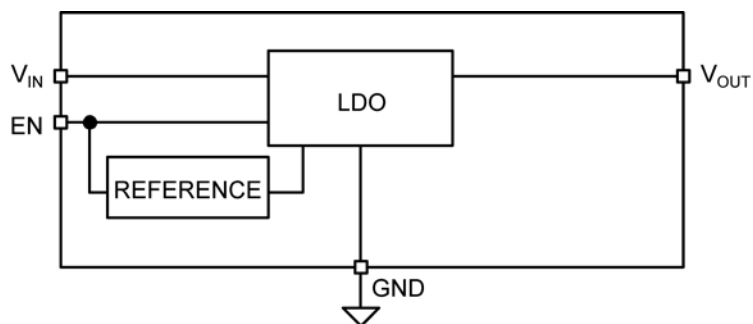 V_IN
LDO
V_OUT
EN
REFERENCE
GND